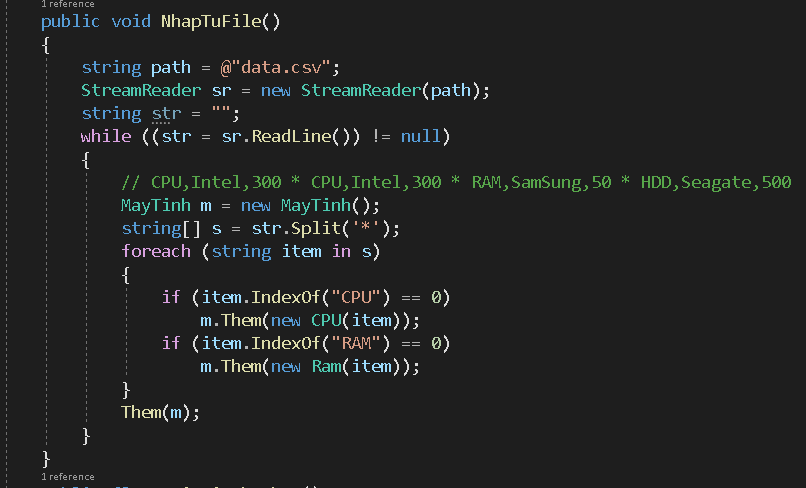 1 reference
public void NhapTuFile()
{
string path = @"data.csv";
StreamReader sr = new StreamReader(path);
string str = "";
while ((str = sr.ReadLine()) != null)
{
// CPU,Intel,300 * CPU,Intel,300 * RAM,SamSung,50 * HDD,Seagate,500
MayTinh m = new MayTinh();
string[] s = str.Split('*');
foreach (string item in s)
{
if (item.IndexOf("CPU") == 0)
m.Them(new CPU(item));
if (item.IndexOf("RAM") == 0)
m.Them(new Ram(item));
}
Them(m);
}
}
1 reference